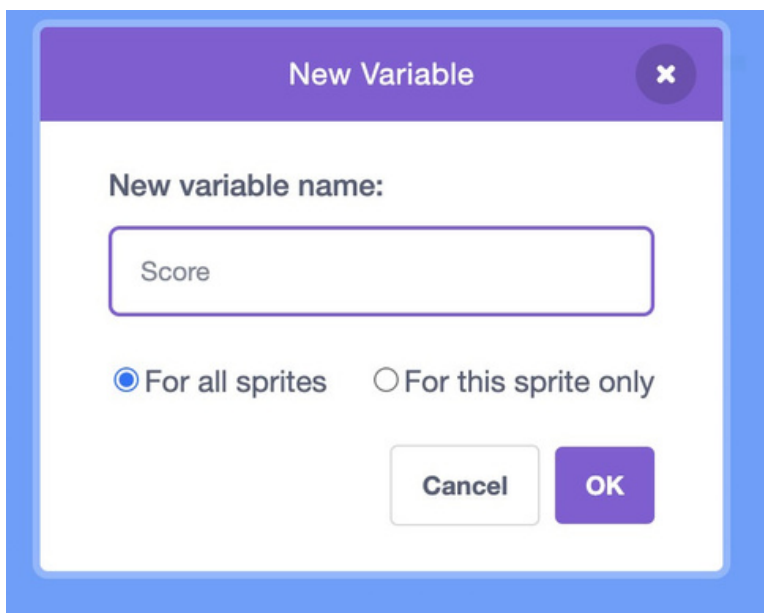 New Variable
New variable name:
Score
For all sprites For this sprite only
Cancel OK